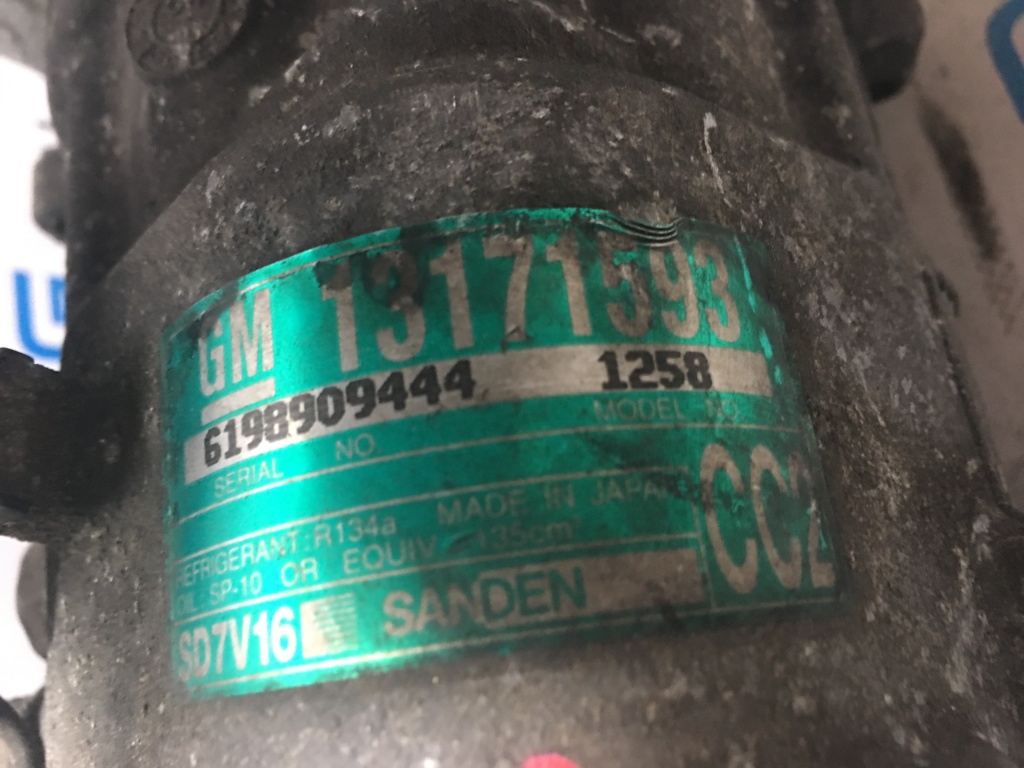 GM 13171593
6198909444 1258
SERIAL NO. MODEL NO.
REFRIGERANT:R134a MADE IN JAPAN
OIL SP-10 OR EQUIV 135cm³
SD7V16 SANDEN
CC2